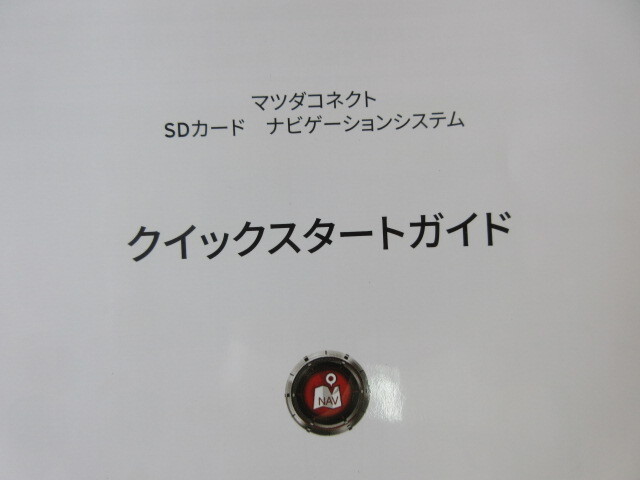 マツダコネクト
SDカード　ナビゲーションシステム
クイックスタートガイド
NAV